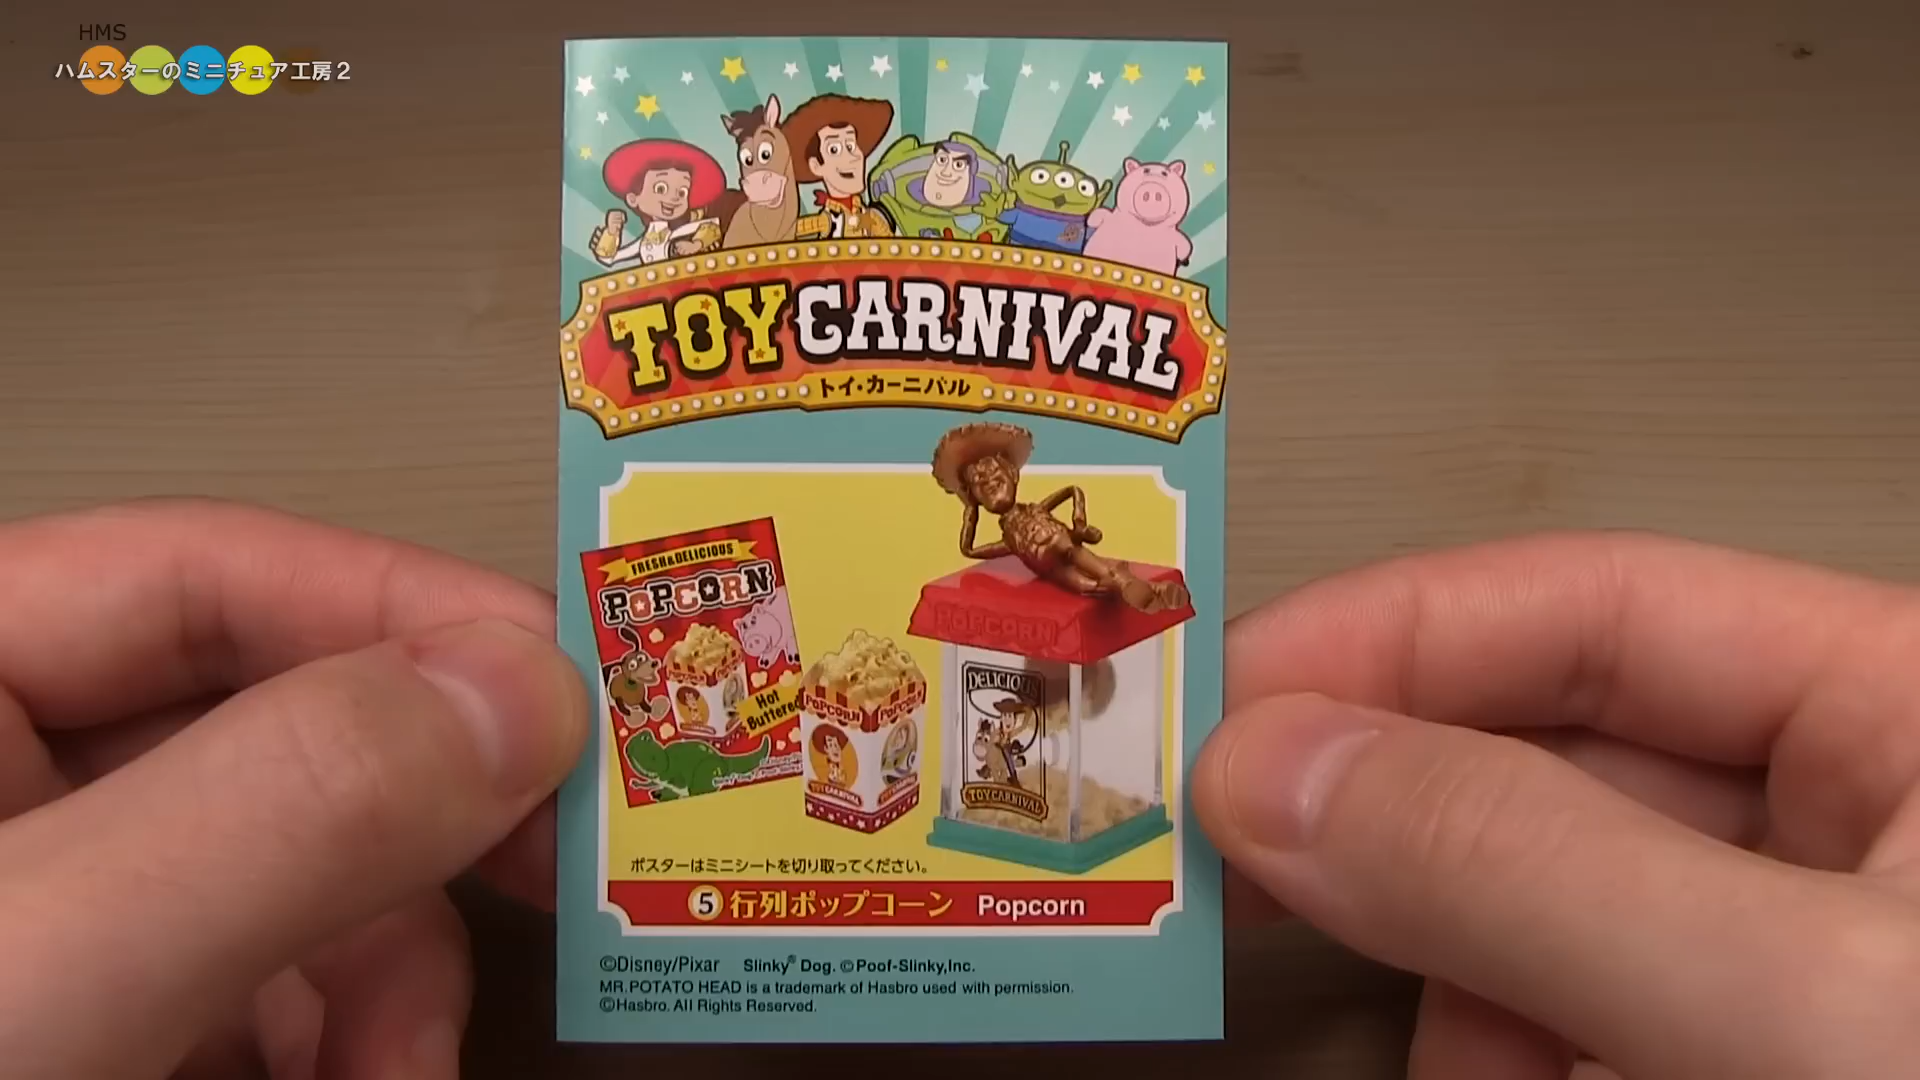 HMS
ハムスターのミニチュア工房2
TOY CARNIVAL
トイ・カーニバル
FRESH&DELICIOUS
POPCORN
Hot
Buttered
POPCORN
POPCORN POPCORN
TOYCARNIVAL
DELICIOUS
TOYCARNIVAL
ポスターはミニシートを切り取ってください。
5 行列ポップコーン Popcorn
©Disney/Pixar Slinky® Dog. ©Poof-Slinky,Inc.
MR.POTATO HEAD is a trademark of Hasbro used with permission.
©Hasbro. All Rights Reserved.